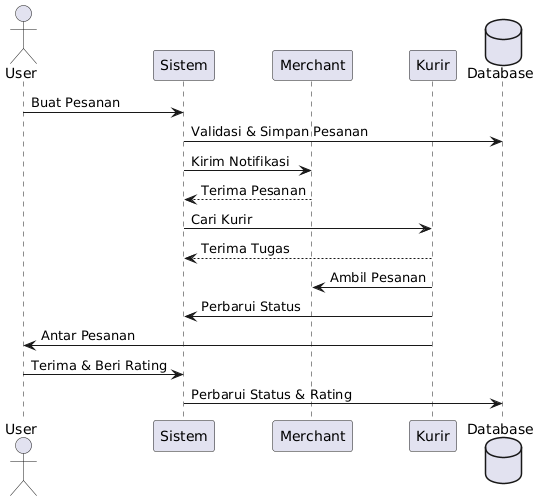 User
Sistem
Merchant
Kurir
Database
Buat Pesanan
Validasi & Simpan Pesanan
Kirim Notifikasi
Terima Pesanan
Cari Kurir
Terima Tugas
Ambil Pesanan
Perbarui Status
Antar Pesanan
Terima & Beri Rating
Perbarui Status & Rating
User
Sistem
Merchant
Kurir
Database